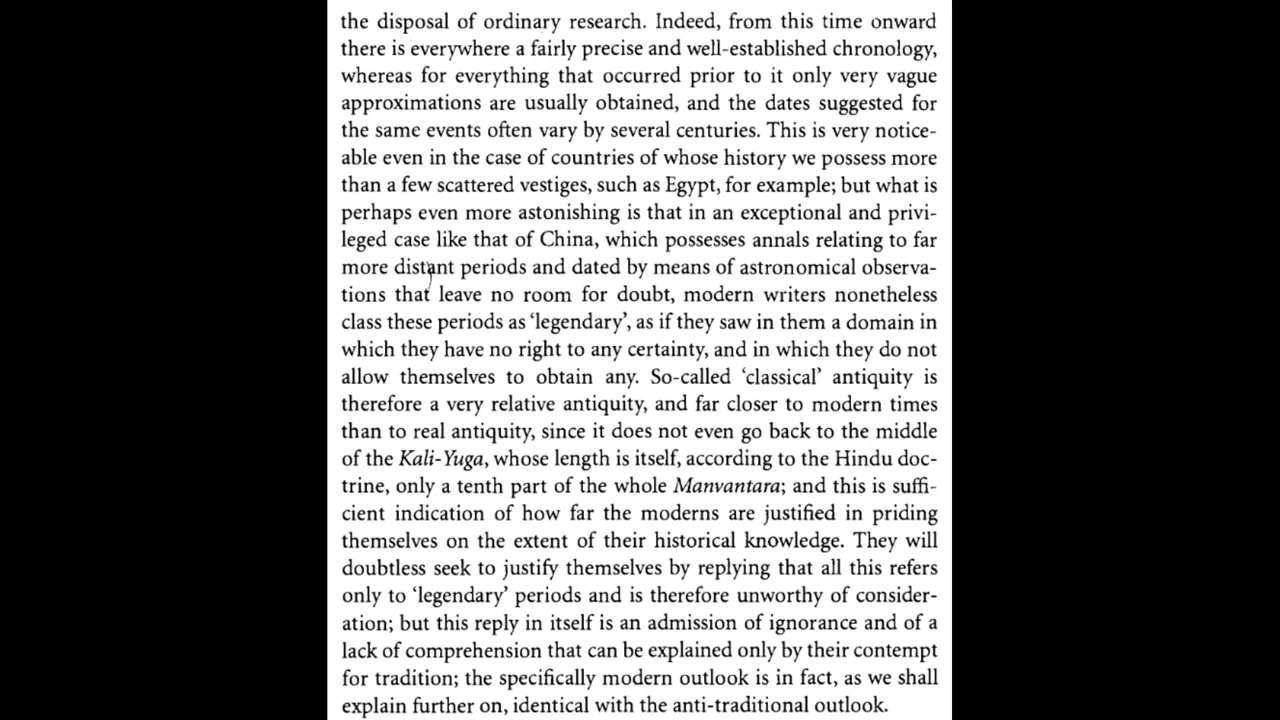 the disposal of ordinary research. Indeed, from this time onward
there is everywhere a fairly precise and well-established chronology,
whereas for everything that occurred prior to it only very vague
approximations are usually obtained, and the dates suggested for
the same events often vary by several centuries. This is very notice-
able even in the case of countries of whose history we possess more
than a few scattered vestiges, such as Egypt, for example; but what is
perhaps even more astonishing is that in an exceptional and privi-
leged case like that of China, which possesses annals relating to far
more distant periods and dated by means of astronomical observa-
tions that leave no room for doubt, modern writers nonetheless
class these periods as ‘legendary’, as if they saw in them a domain in
which they have no right to any certainty, and in which they do not
allow themselves to obtain any. So-called ‘classical’ antiquity is
therefore a very relative antiquity, and far closer to modern times
than to real antiquity, since it does not even go back to the middle
of the Kali-Yuga, whose length is itself, according to the Hindu doc-
trine, only a tenth part of the whole Manvantara; and this is suffi-
cient indication of how far the moderns are justified in priding
themselves on the extent of their historical knowledge. They will
doubtless seek to justify themselves by replying that all this refers
only to ‘legendary’ periods and is therefore unworthy of consider-
ation; but this reply in itself is an admission of ignorance and of a
lack of comprehension that can be explained only by their contempt
for tradition; the specifically modern outlook is in fact, as we shall
explain further on, identical with the anti-traditional outlook.